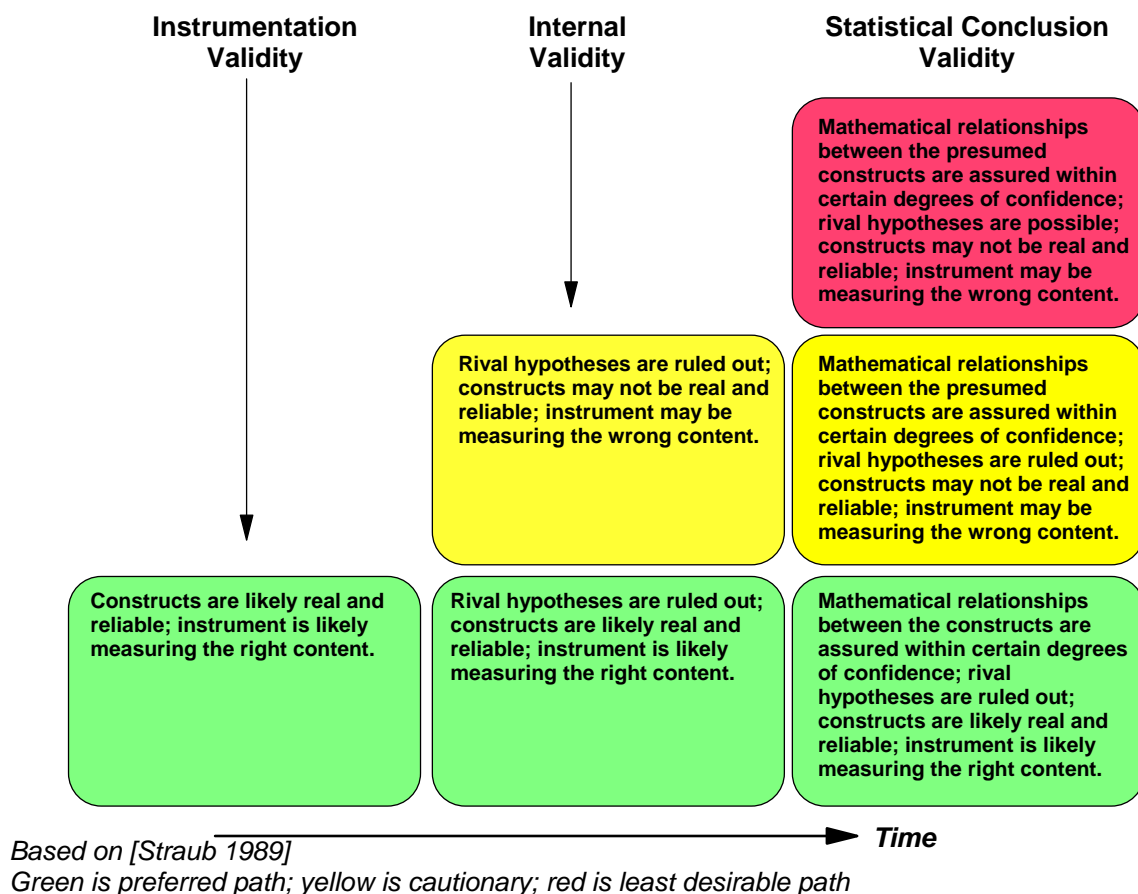 Instrumentation
Validity
Internal
Validity
Statistical Conclusion
Validity
Mathematical relationships
between the presumed
constructs are assured within
certain degrees of confidence;
rival hypotheses are possible;
constructs may not be real and
reliable; instrument may be
measuring the wrong content.
Rival hypotheses are ruled out;
constructs may not be real and
reliable; instrument may be
measuring the wrong content.
Mathematical relationships
between the presumed
constructs are assured within
certain degrees of confidence;
rival hypotheses are ruled out;
constructs may not be real and
reliable; instrument may be
measuring the wrong content.
Constructs are likely real and
reliable; instrument is likely
measuring the right content.
Rival hypotheses are ruled out;
constructs are likely real and
reliable; instrument is likely
measuring the right content.
Mathematical relationships
between the constructs are
assured within certain degrees
of confidence; rival
hypotheses are ruled out;
constructs are likely real and
reliable; instrument is likely
measuring the right content.
Time
Based on [Straub 1989]
Green is preferred path; yellow is cautionary; red is least desirable path